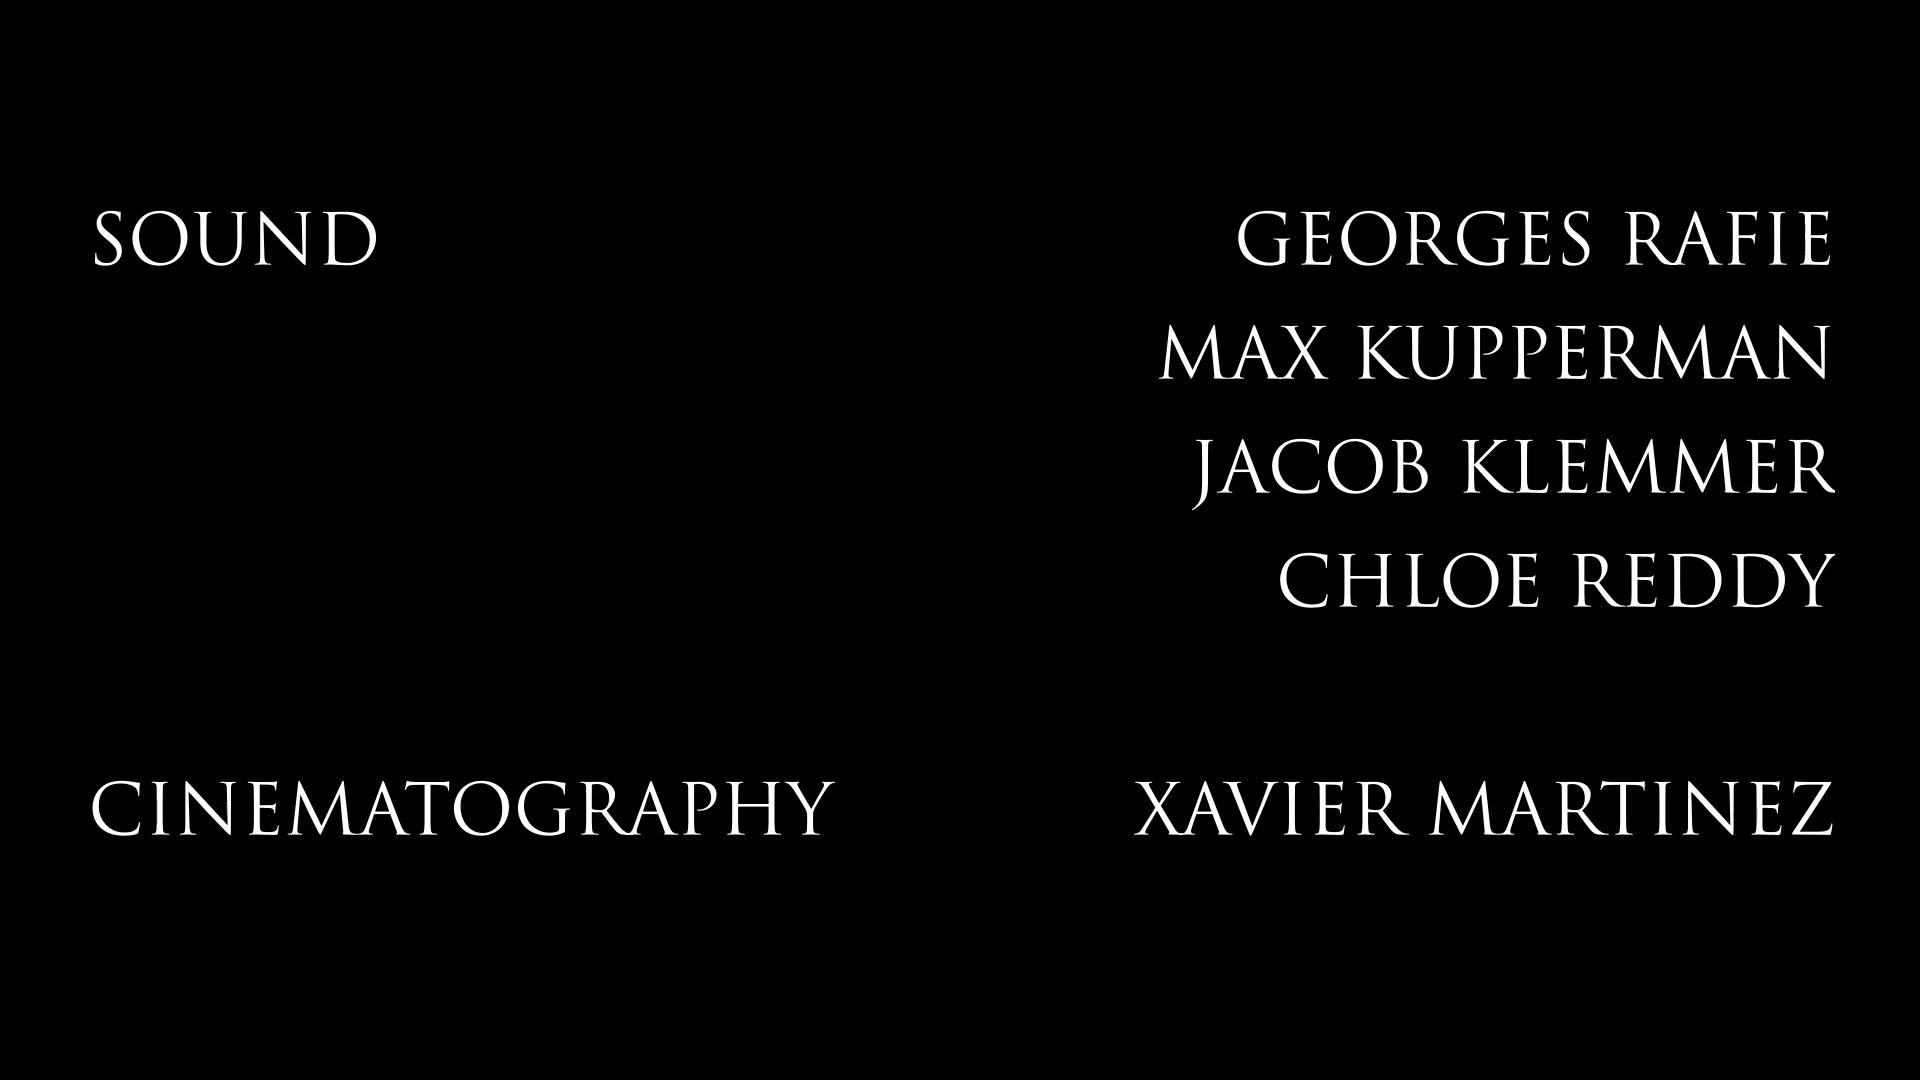 SOUND GEORGES RAFIE
MAX KUPPERMAN
JACOB KLEMMER
CHLOE REDDY
CINEMATOGRAPHY XAVIER MARTINEZ